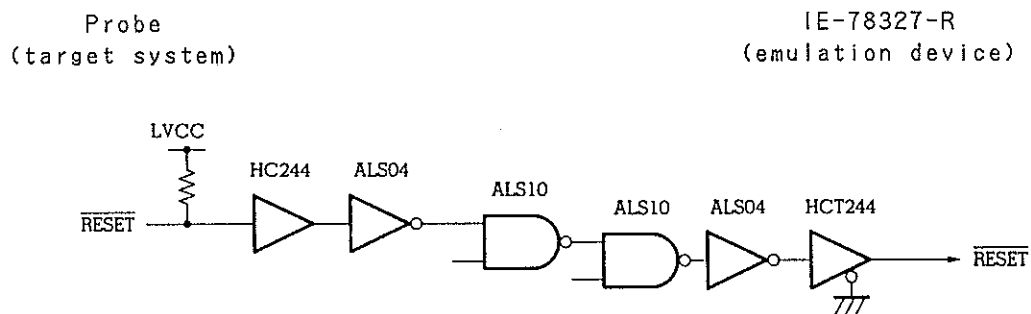 Probe
(target system)
IE-78327-R
(emulation device)
LVCC
HC244
ALS04
ALS10
ALS10
ALS04
HCT244
RESET
RESET